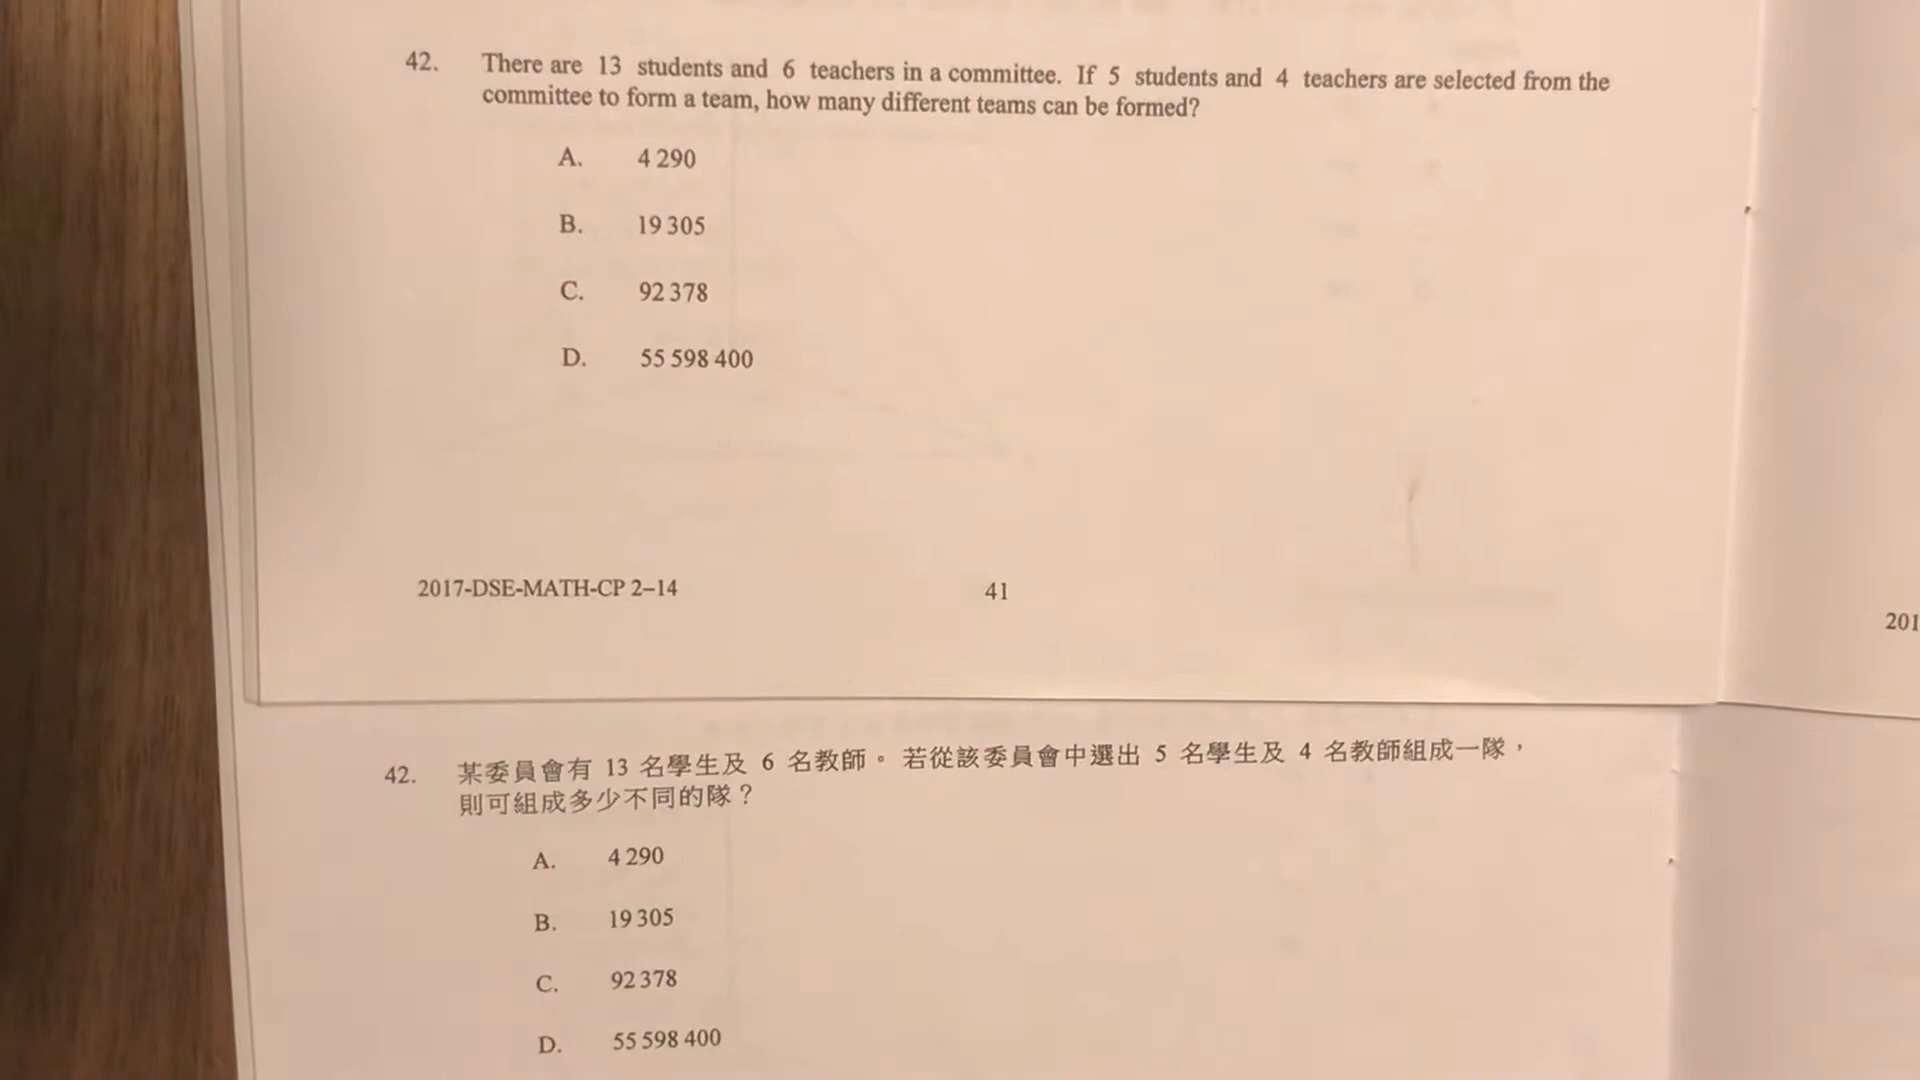 42. There are 13 students and 6 teachers in a committee. If 5 students and 4 teachers are selected from the
committee to form a team, how many different teams can be formed?
A. 4 290
B. 19 305
C. 92 378
D. 55 598 400
2017-DSE-MATH-CP 2–14 41
201
42. 某委員會有 13 名學生及 6 名教師。若從該委員會中選出 5 名學生及 4 名教師組成一隊，
則可組成多少不同的隊？
A. 4 290
B. 19 305
C. 92 378
D. 55 598 400